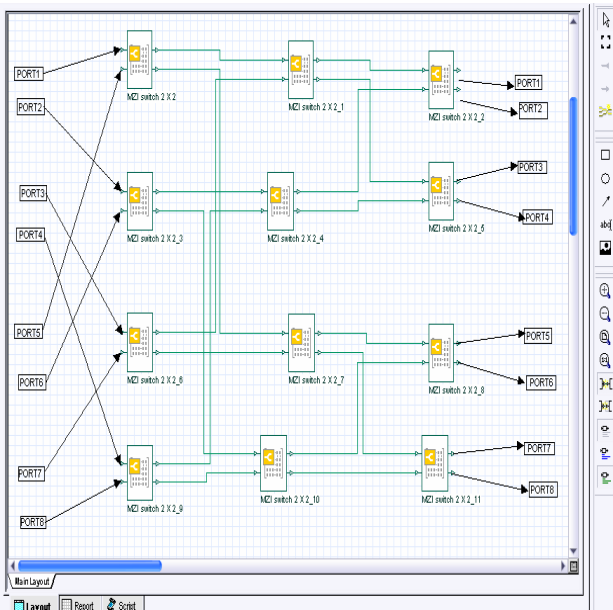 PORT1
MZI switch 2 X 2
MZI switch 2 X 2_1
MZI switch 2 X 2_2
PORT1
PORT2
PORT2
MZI switch 2 X 2_3
MZI switch 2 X 2_4
MZI switch 2 X 2_5
PORT3
PORT4
PORT3
PORT4
PORT5
MZI switch 2 X 2_6
MZI switch 2 X 2_7
MZI switch 2 X 2_8
PORT5
PORT6
PORT6
PORT7
MZI switch 2 X 2_9
MZI switch 2 X 2_10
MZI switch 2 X 2_11
PORT7
PORT8
PORT8
abc
Main Layout
Layout Report Script